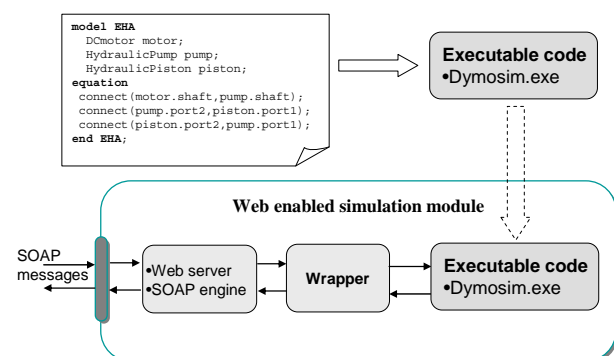 model EHA
DCmotor motor;
HydraulicPump pump;
HydraulicPiston piston;
equation
connect(motor.shaft,pump.shaft);
connect(pump.port2,piston.port1);
connect(piston.port2,pump.port1);
end EHA;
Executable code
•Dymosim.exe
Web enabled simulation module
SOAP
messages
•Web server
•SOAP engine
Wrapper
Executable code
•Dymosim.exe